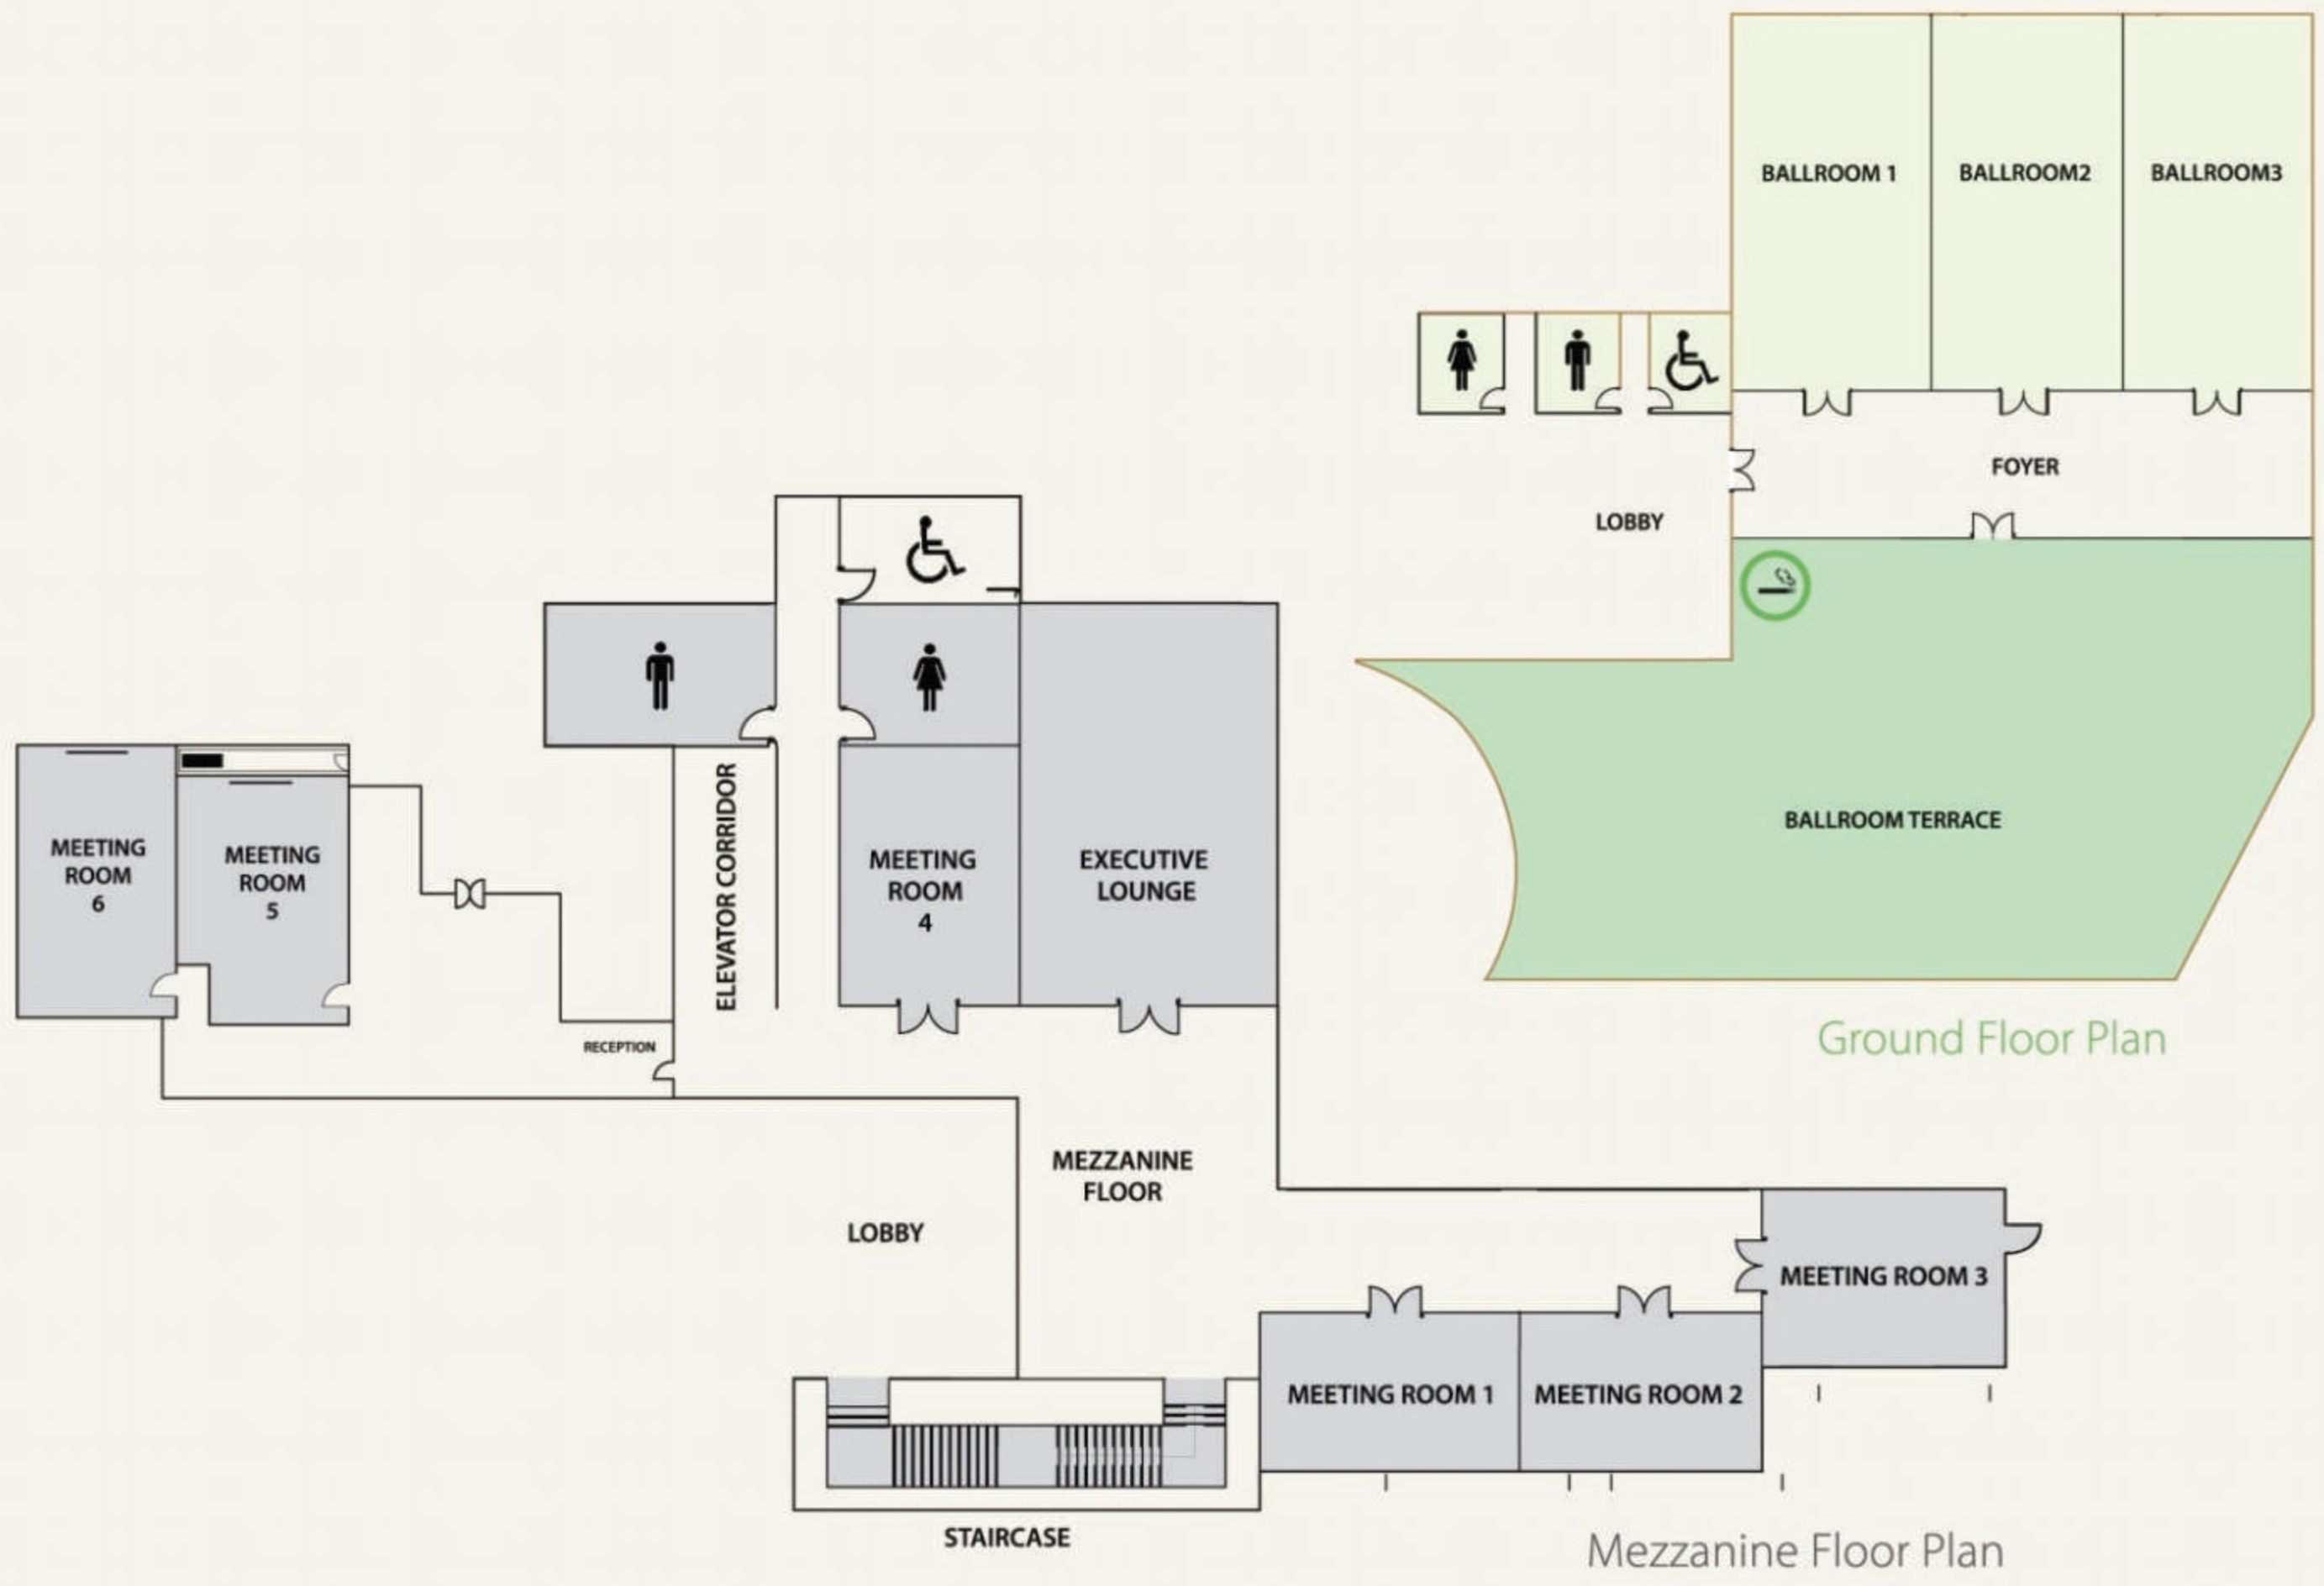 BALLROOM 1
BALLROOM2
BALLROOM3
FOYER
LOBBY
BALLROOM TERRACE
Ground Floor Plan
MEETING
ROOM
6
MEETING
ROOM
5
ELEVATOR CORRIDOR
MEETING
ROOM
4
EXECUTIVE
LOUNGE
RECEPTION
MEZZANINE
FLOOR
LOBBY
MEETING ROOM 3
MEETING ROOM 1
MEETING ROOM 2
STAIRCASE
Mezzanine Floor Plan